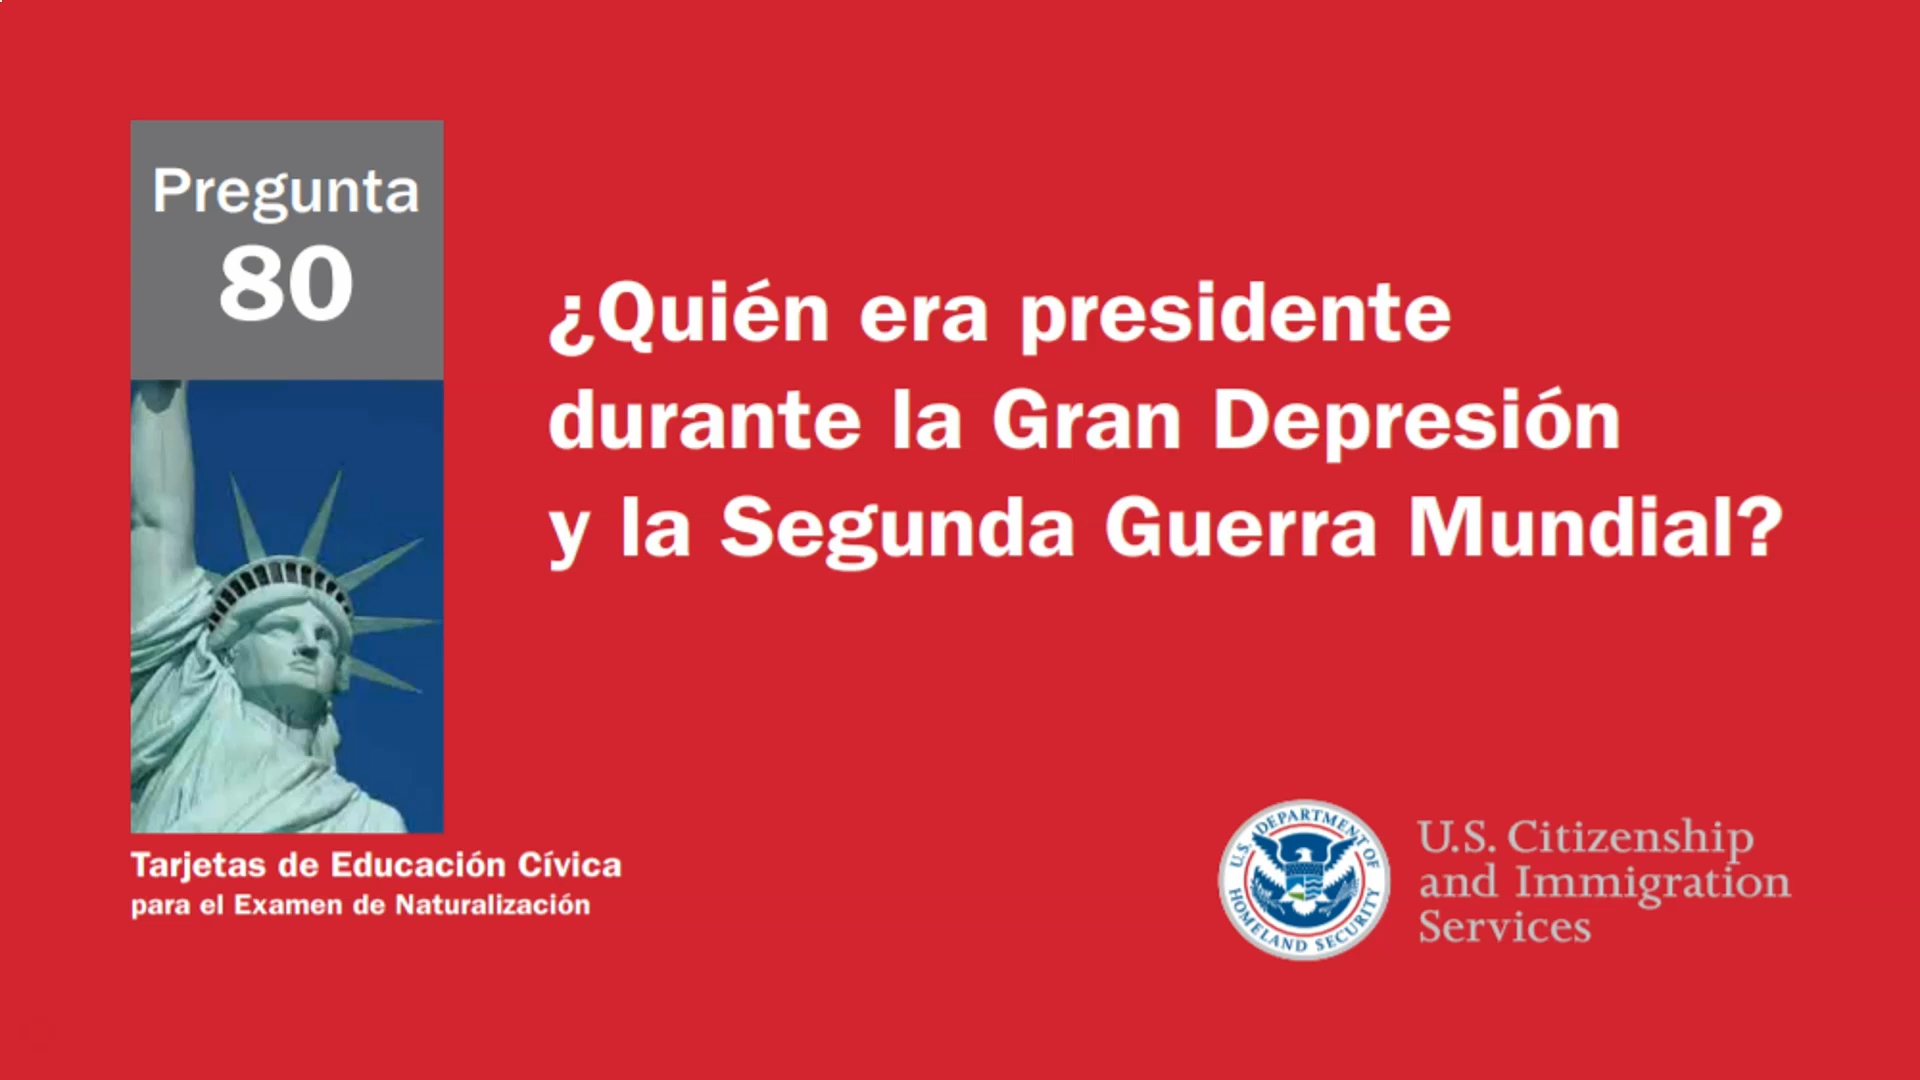 Pregunta
80
¿Quién era presidente
durante la Gran Depresión
y la Segunda Guerra Mundial?
Tarjetas de Educación Cívica
para el Examen de Naturalización
U.S. DEPARTMENT OF
HOMELAND SECURITY
U.S. Citizenship
and Immigration
Services